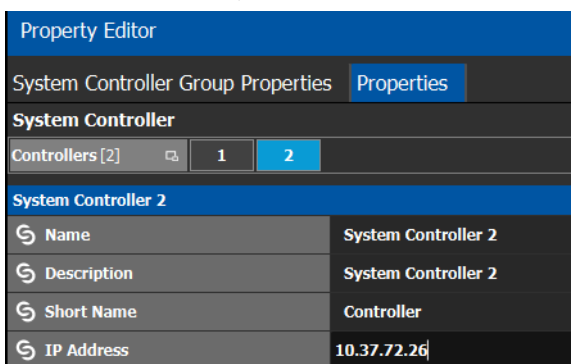 Property Editor
System Controller Group Properties Properties
System Controller
Controllers [2] 1 2
System Controller 2
Name System Controller 2
Description System Controller 2
Short Name Controller
IP Address 10.37.72.26